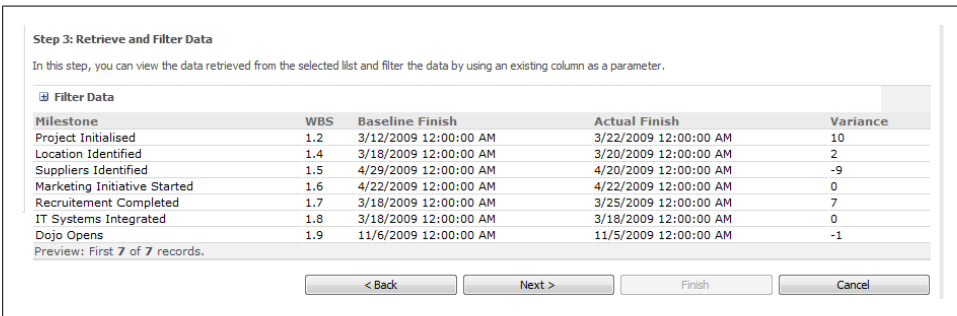 Step 3: Retrieve and Filter Data
In this step, you can view the data retrieved from the selected lilst and filter the data by using an existing column as a parameter.
Filter Data
Milestone WBS Baseline Finish Actual Finish Variance
Project Initialised 1.2 3/12/2009 12:00:00 AM 3/22/2009 12:00:00 AM 10
Location Identified 1.4 3/18/2009 12:00:00 AM 3/20/2009 12:00:00 AM 2
Suppliers Identified 1.5 4/29/2009 12:00:00 AM 4/20/2009 12:00:00 AM -9
Marketing Initiative Started 1.6 4/22/2009 12:00:00 AM 4/22/2009 12:00:00 AM 0
Recruitement Completed 1.7 3/18/2009 12:00:00 AM 3/25/2009 12:00:00 AM 7
IT Systems Integrated 1.8 3/18/2009 12:00:00 AM 3/18/2009 12:00:00 AM 0
Dojo Opens 1.9 11/6/2009 12:00:00 AM 11/5/2009 12:00:00 AM -1
Preview: First 7 of 7 records.
< Back Next > Finish Cancel